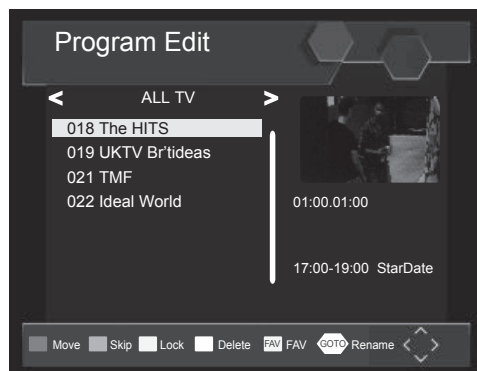 Program Edit
< ALL TV >
018 The HITS
019 UKTV Br'tideas
021 TMF
022 Ideal World
01:00.01:00
17:00-19:00 StarDate
Move Skip Lock Delete FAV FAV GOTO Rename